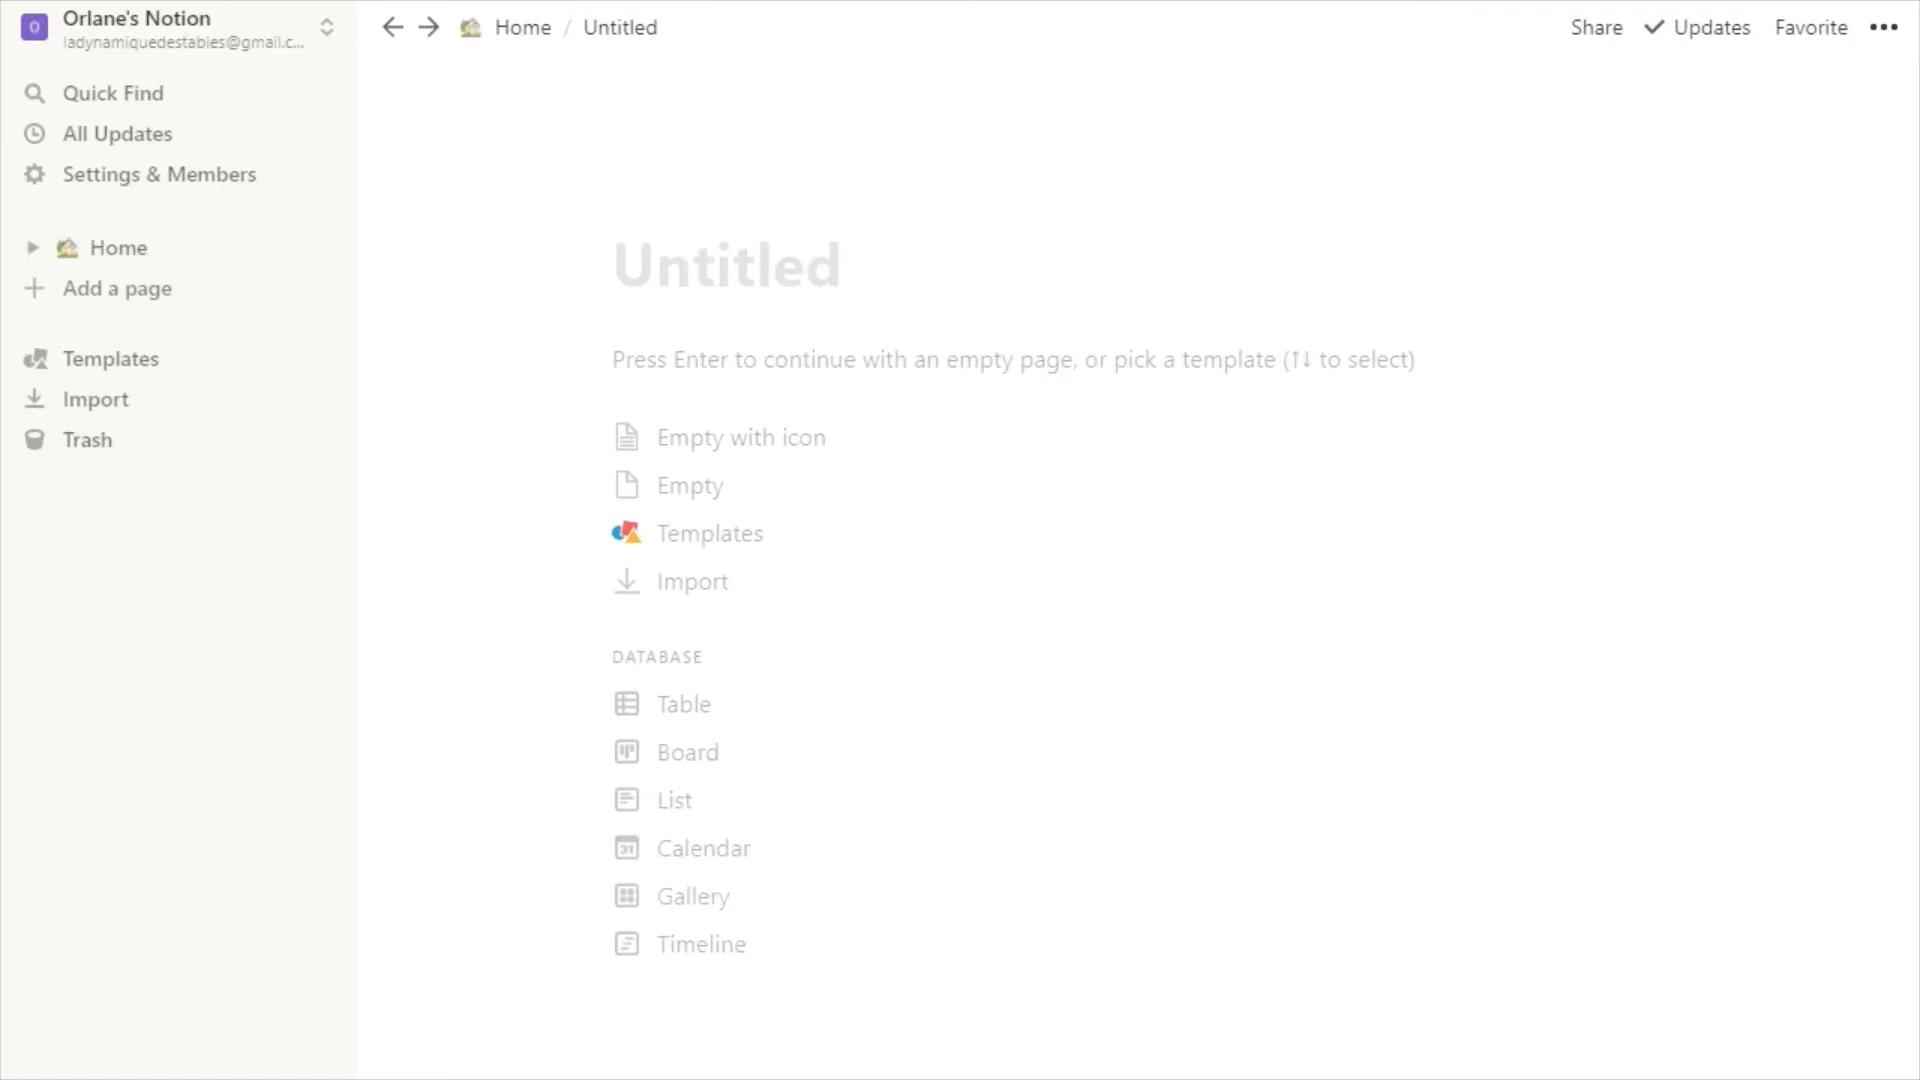 O
Orlane's Notion
ladynamiquedestables@gmail.c...
Quick Find
All Updates
Settings & Members
Home
Add a page
Templates
Import
Trash
Home / Untitled
Share
Updates
Favorite
Untitled
Press Enter to continue with an empty page, or pick a template (↑↓ to select)
Empty with icon
Empty
Templates
Import
DATABASE
Table
Board
List
31
Calendar
Gallery
Timeline